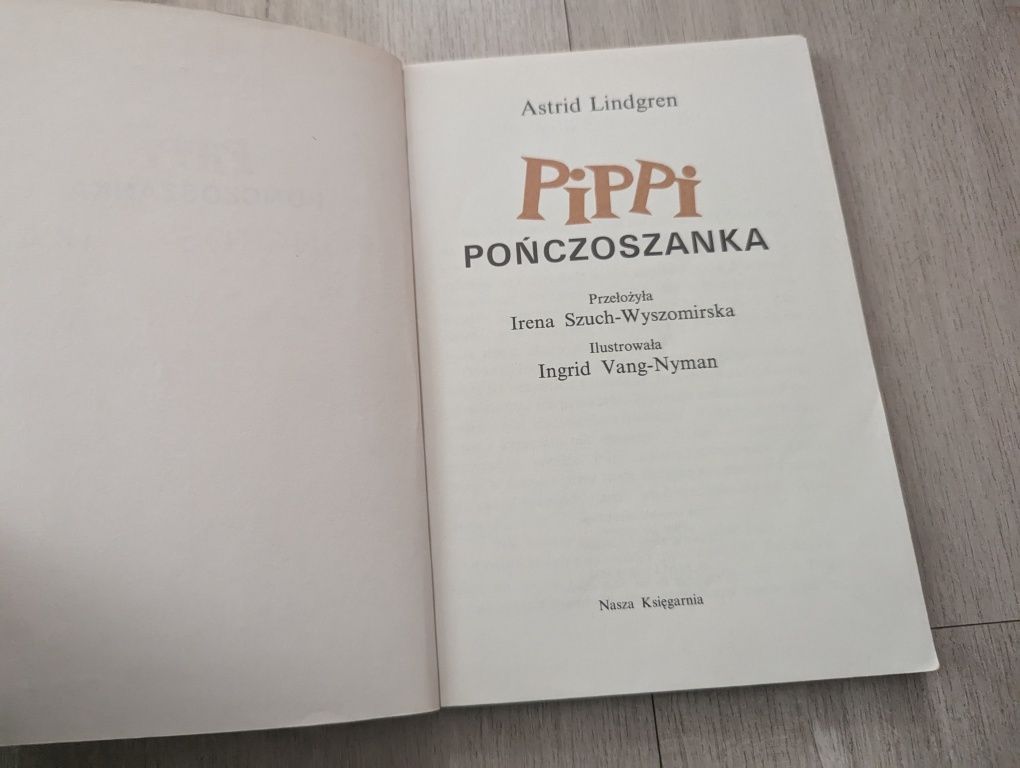 Astrid Lindgren
PiPPi
POŃCZOSZANKA
Przełożyła
Irena Szuch-Wyszomirska
Ilustrowała
Ingrid Vang-Nyman
Nasza Księgarnia